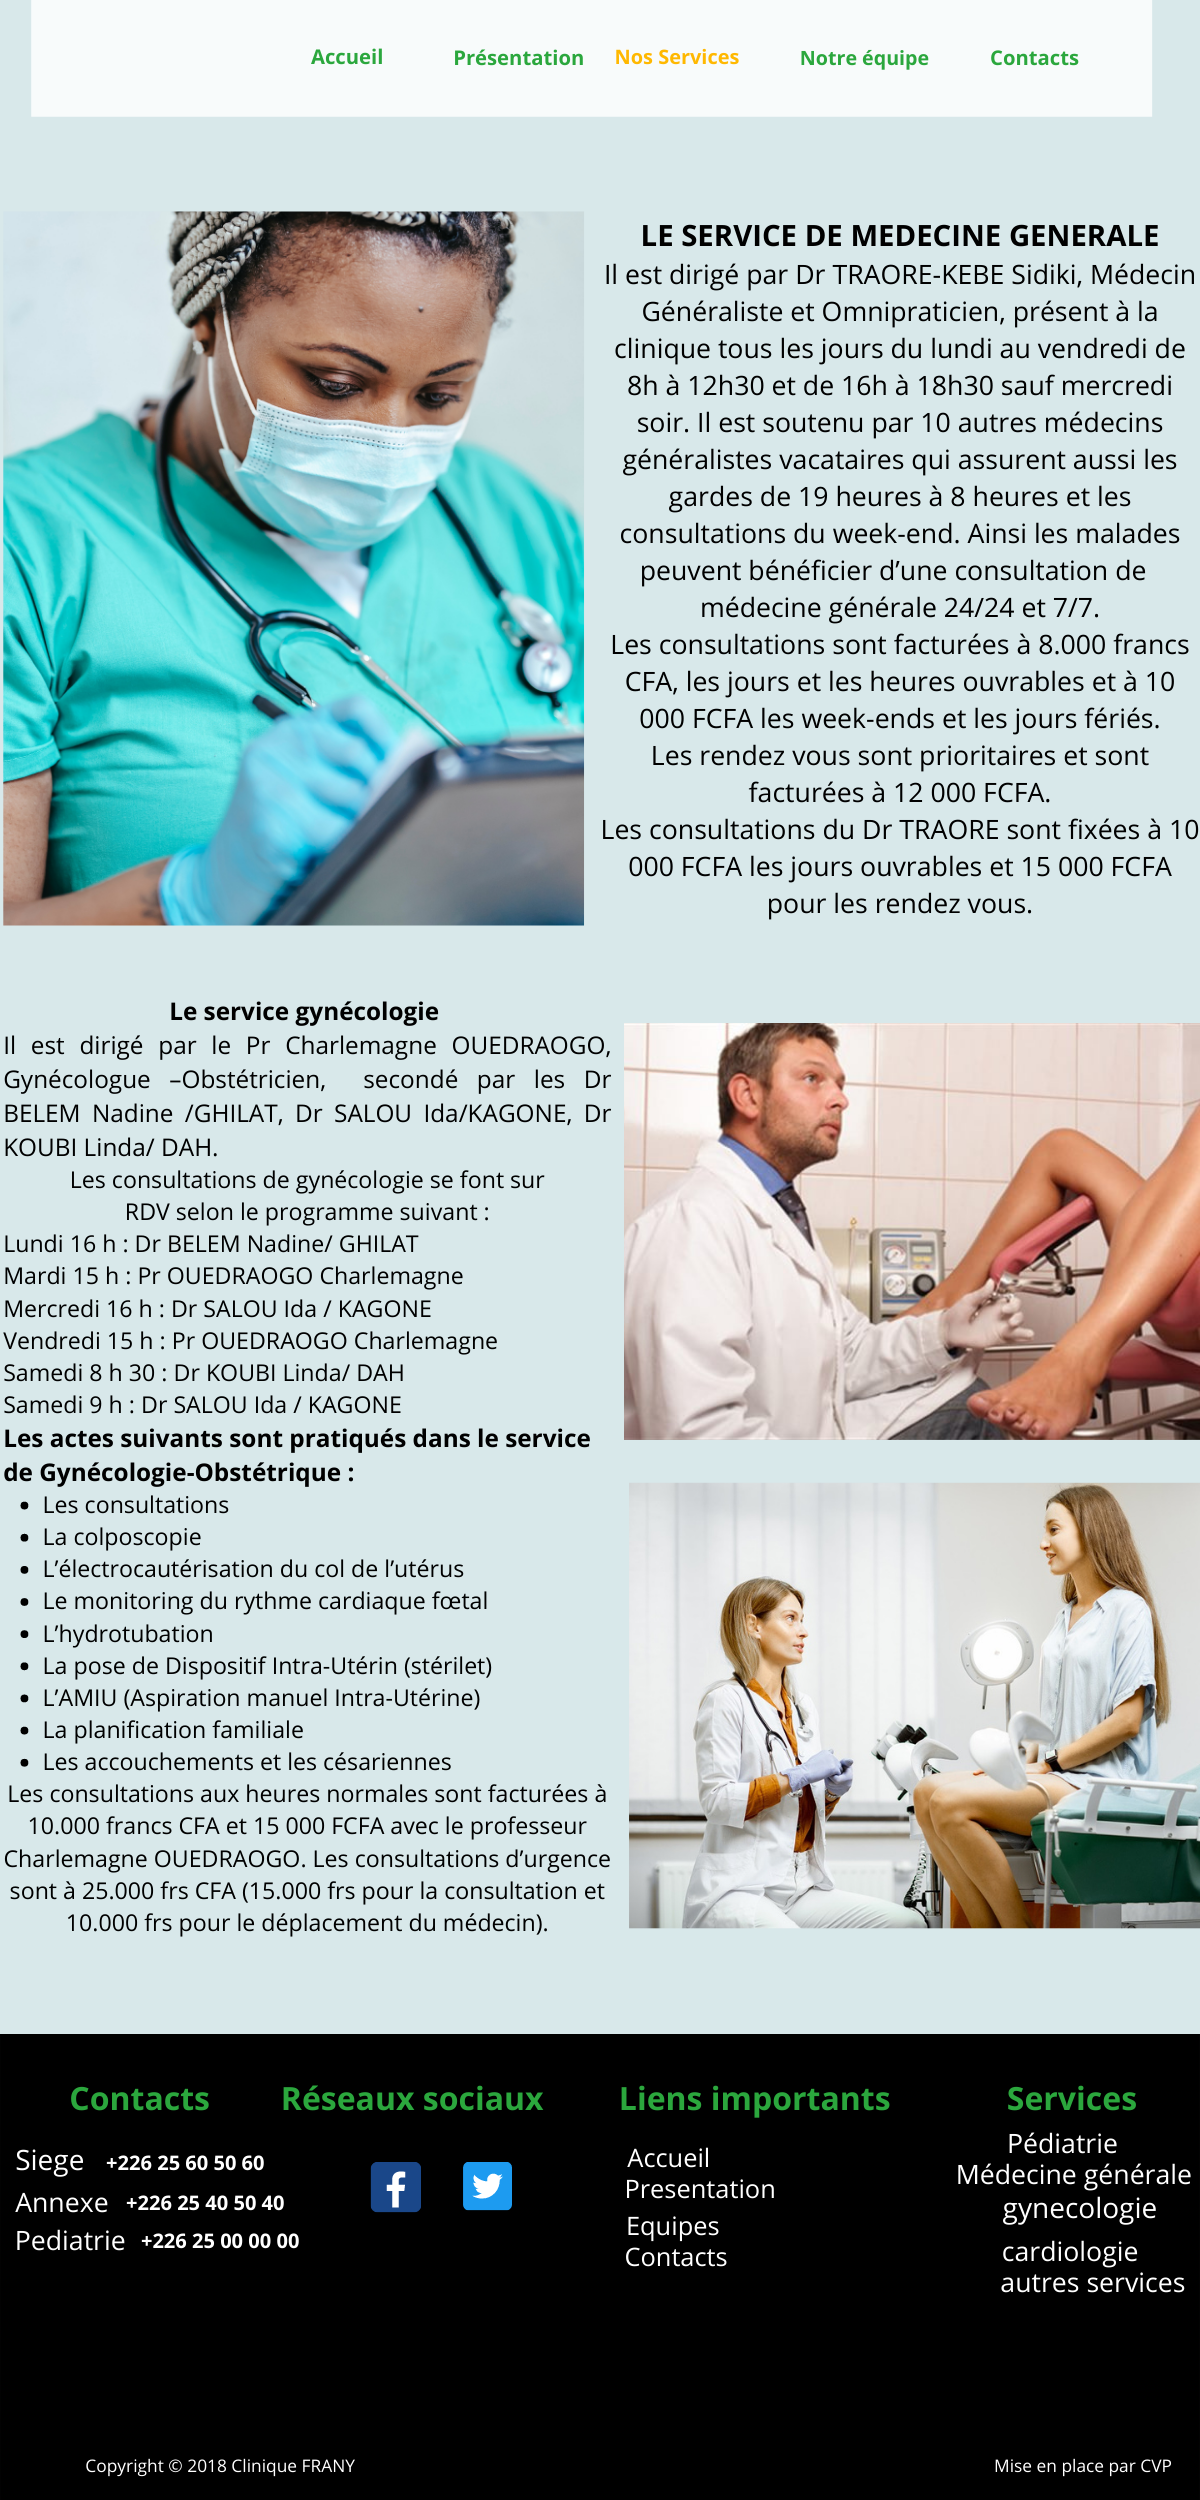 Accueil
Présentation
Nos Services
Notre équipe
Contacts
LE SERVICE DE MEDECINE GENERALE
Il est dirigé par Dr TRAORE-KEBE Sidiki, Médecin
Généraliste et Omnipraticien, présent à la
clinique tous les jours du lundi au vendredi de
8h à 12h30 et de 16h à 18h30 sauf mercredi
soir. Il est soutenu par 10 autres médecins
généralistes vacataires qui assurent aussi les
gardes de 19 heures à 8 heures et les
consultations du week-end. Ainsi les malades
peuvent bénéficier d’une consultation de
médecine générale 24/24 et 7/7.
Les consultations sont facturées à 8.000 francs
CFA, les jours et les heures ouvrables et à 10
000 FCFA les week-ends et les jours fériés.
Les rendez vous sont prioritaires et sont
facturées à 12 000 FCFA.
Les consultations du Dr TRAORE sont fixées à 10
000 FCFA les jours ouvrables et 15 000 FCFA
pour les rendez vous.
Le service gynécologie
Il est dirigé par le Pr Charlemagne OUEDRAOGO,
Gynécologue –Obstétricien, secondé par les Dr
BELEM Nadine /GHILAT, Dr SALOU Ida/KAGONE, Dr
KOUBI Linda/ DAH.
Les consultations de gynécologie se font sur
RDV selon le programme suivant :
Lundi 16 h : Dr BELEM Nadine/ GHILAT
Mardi 15 h : Pr OUEDRAOGO Charlemagne
Mercredi 16 h : Dr SALOU Ida / KAGONE
Vendredi 15 h : Pr OUEDRAOGO Charlemagne
Samedi 8 h 30 : Dr KOUBI Linda/ DAH
Samedi 9 h : Dr SALOU Ida / KAGONE
Les actes suivants sont pratiqués dans le service
de Gynécologie-Obstétrique :
• Les consultations
• La colposcopie
• L’électrocautérisation du col de l’utérus
• Le monitoring du rythme cardiaque fœtal
• L’hydrotubation
• La pose de Dispositif Intra-Utérin (stérilet)
• L’AMIU (Aspiration manuel Intra-Utérine)
• La planification familiale
• Les accouchements et les césariennes
Les consultations aux heures normales sont facturées à
10.000 francs CFA et 15 000 FCFA avec le professeur
Charlemagne OUEDRAOGO. Les consultations d’urgence
sont à 25.000 frs CFA (15.000 frs pour la consultation et
10.000 frs pour le déplacement du médecin).
Contacts
Siege +226 25 60 50 60
Annexe +226 25 40 50 40
Pediatrie +226 25 00 00 00
Réseaux sociaux
Liens importants
Accueil
Presentation
Equipes
Contacts
Services
Pédiatrie
Médecine générale
gynecologie
cardiologie
autres services
Copyright © 2018 Clinique FRANY
Mise en place par CVP